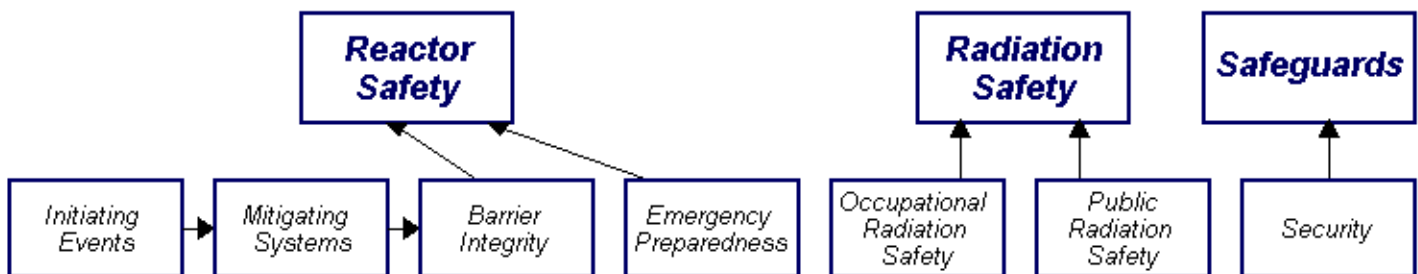 Reactor
Safety
Radiation
Safety
Safeguards
Initiating
Events
Mitigating
Systems
Barrier
Integrity
Emergency
Preparedness
Occupational
Radiation
Safety
Public
Radiation
Safety
Security